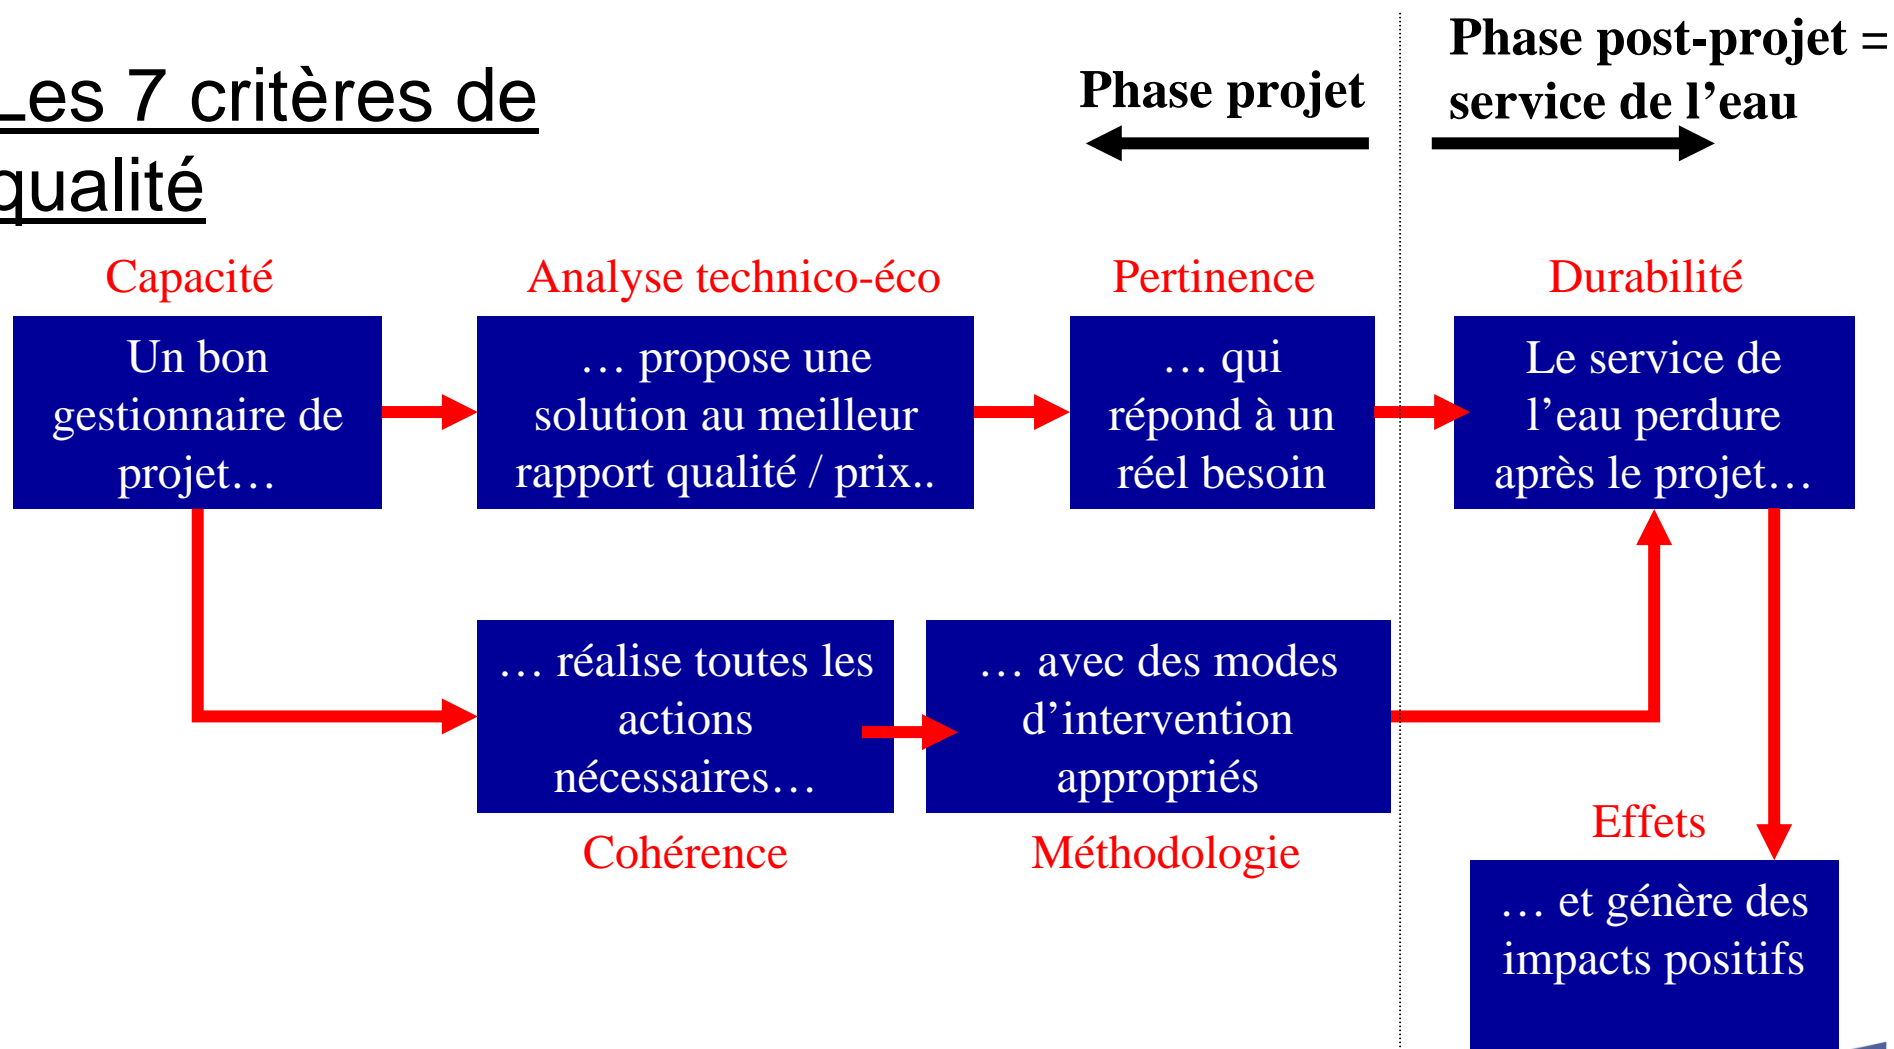 Les 7 critères de
qualité
Phase projet
Phase post-projet =
service de l’eau
Capacité
Un bon
gestionnaire de
projet…
Analyse technico-éco
… propose une
solution au meilleur
rapport qualité / prix..
Pertinence
… qui
répond à un
réel besoin
Durabilité
Le service de
l’eau perdure
après le projet…
… réalise toutes les
actions
nécessaires…
Cohérence
… avec des modes
d’intervention
appropriés
Méthodologie
Effets
… et génère des
impacts positifs